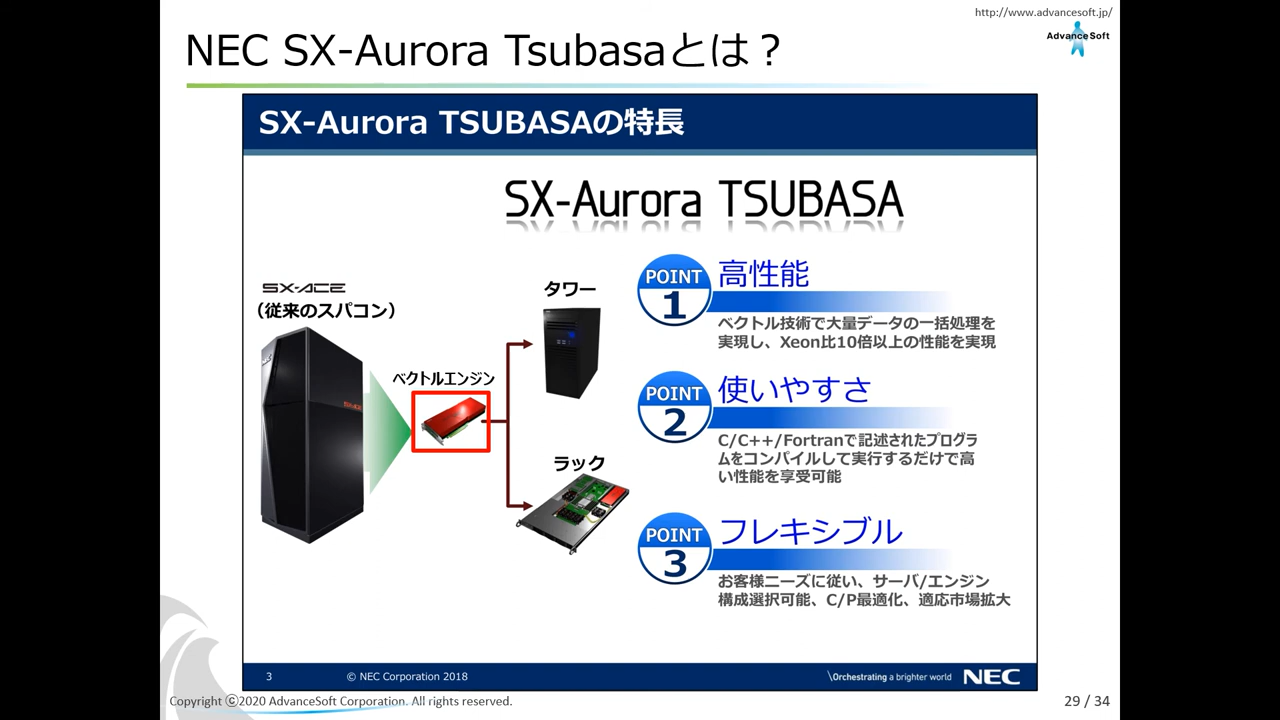 http://www.advancesoft.jp/
AdvanceSoft
NEC SX-Aurora Tsubasaとは？
SX-Aurora TSUBASAの特長
SX-Aurora TSUBASA
SX-ACE
（従来のスパコン）
ベクトルエンジン
タワー
ラック
POINT
1
高性能
ベクトル技術で大量データの一括処理を
実現し、Xeon比10倍以上の性能を実現
POINT
2
使いやすさ
C/C++/Fortranで記述されたプログラ
ムをコンパイルして実行するだけで高
い性能を享受可能
POINT
3
フレキシブル
お客様ニーズに従い、サーバ/エンジン
構成選択可能、C/P最適化、適応市場拡大
3
© NEC Corporation 2018
\Orchestrating a brighter world
NEC
Copyright ©2020 AdvanceSoft Corporation. All rights reserved.
29 / 34